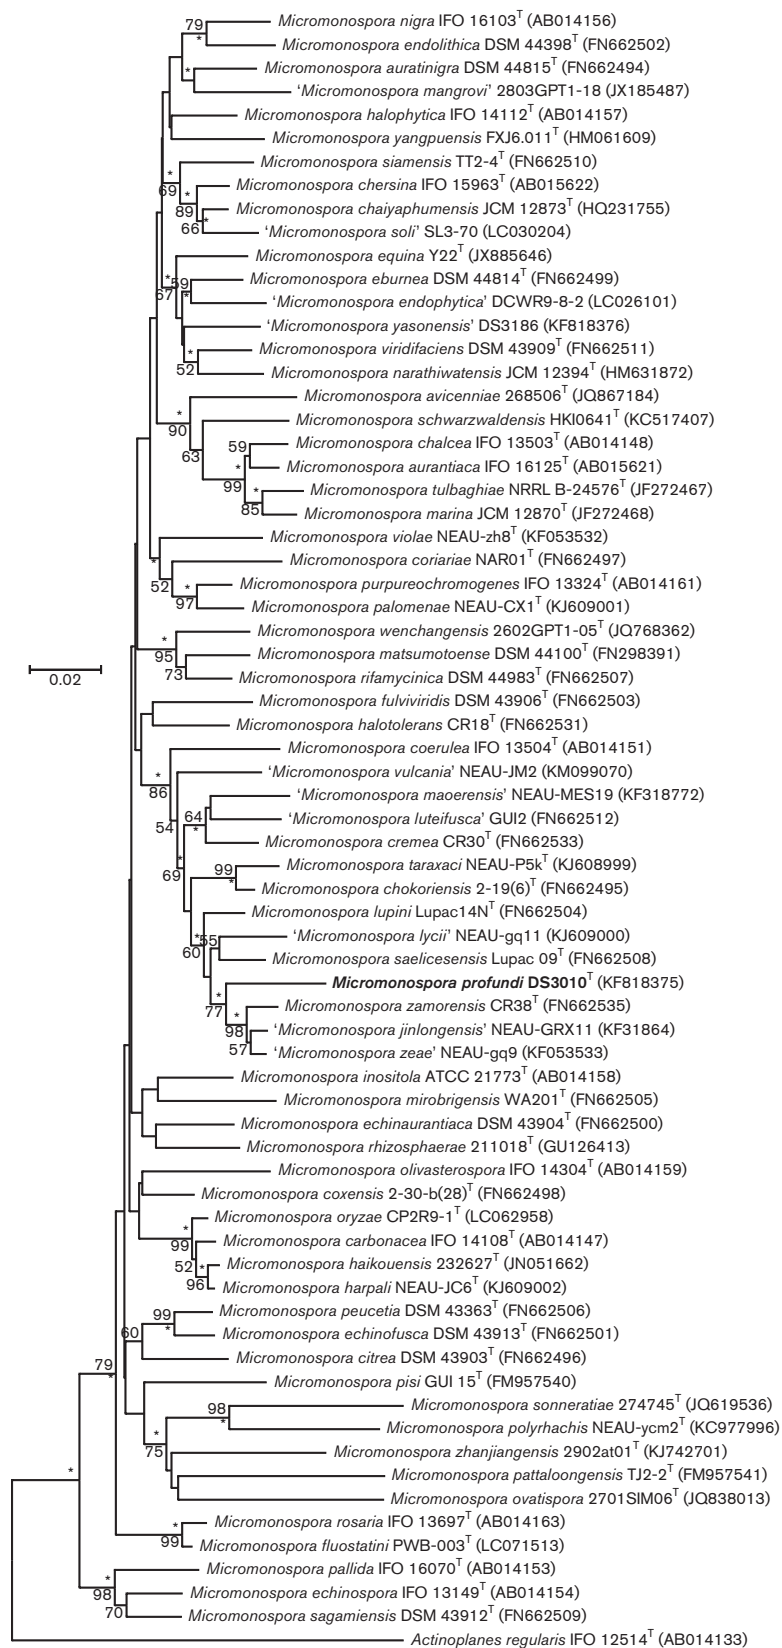 79
Micromonospora nigra IFO 16103T (AB014156)
*
Micromonospora endolithica DSM 44398T (FN662502)
Micromonospora auratinigra DSM 44815T (FN662494)
*
‘Micromonospora mangrovi’ 2803GPT1-18 (JX185487)
Micromonospora halophytica IFO 14112T (AB014157)
Micromonospora yangpuensis FXJ6.011T (HM061609)
Micromonospora siamensis TT2-4T (FN662510)
*
69
Micromonospora chersina IFO 15963T (AB015622)
*
89
Micromonospora chaiyaphumensis JCM 12873T (HQ231755)
*
66
‘Micromonospora soli’ SL3-70 (LC030204)
Micromonospora equina Y22T (JX885646)
*
67
59
Micromonospora eburnea DSM 44814T (FN662499)
*
‘Micromonospora endophytica’ DCWR9-8-2 (LC026101)
‘Micromonospora yasonensis’ DS3186 (KF818376)
Micromonospora viridifaciens DSM 43909T (FN662511)
*
52
Micromonospora narathiwatensis JCM 12394T (HM631872)
Micromonospora avicenniae 268506T (JQ867184)
*
90
Micromonospora schwarzwaldensis HKI0641T (KC517407)
63
59
Micromonospora chalcea IFO 13503T (AB014148)
*
99
Micromonospora aurantiaca IFO 16125T (AB015621)
Micromonospora tulbaghiae NRRL B-24576T (JF272467)
*
85
Micromonospora marina JCM 12870T (JF272468)
Micromonospora violae NEAU-zh8T (KF053532)
*
Micromonospora coriariae NAR01T (FN662497)
52
Micromonospora purpureochromogenes IFO 13324T (AB014161)
*
97
Micromonospora palomenae NEAU-CX1T (KJ609001)
Micromonospora wenchangensis 2602GPT1-05T (JQ768362)
*
95
Micromonospora matsumotoense DSM 44100T (FN298391)
73
Micromonospora rifamycinica DSM 44983T (FN662507)
0.02
Micromonospora fulviviridis DSM 43906T (FN662503)
Micromonospora halotolerans CR18T (FN662531)
Micromonospora coerulea IFO 13504T (AB014151)
*
86
‘Micromonospora vulcania’ NEAU-JM2 (KM099070)
54
‘Micromonospora maoerensis’ NEAU-MES19 (KF318772)
64
*
‘Micromonospora luteifusca’ GUI2 (FN662512)
Micromonospora cremea CR30T (FN662533)
*
69
99
Micromonospora taraxaci NEAU-P5kT (KJ608999)
*
Micromonospora chokoriensis 2-19(6)T (FN662495)
Micromonospora lupini Lupac14NT (FN662504)
*
60
55
‘Micromonospora lycii’ NEAU-gq11 (KJ609000)
Micromonospora saelicesensis Lupac 09T (FN662508)
Micromonospora profundi DS3010T (KF818375)
*
77
Micromonospora zamorensis CR38T (FN662535)
*
98
‘Micromonospora jinlongensis’ NEAU-GRX11 (KF31864)
57
‘Micromonospora zeae’ NEAU-gq9 (KF053533)
Micromonospora inositola ATCC 21773T (AB014158)
Micromonospora mirobrigensis WA201T (FN662505)
Micromonospora echinaurantiaca DSM 43904T (FN662500)
Micromonospora rhizosphaerae 211018T (GU126413)
Micromonospora olivasterospora IFO 14304T (AB014159)
Micromonospora coxensis 2-30-b(28)T (FN662498)
Micromonospora oryzae CP2R9-1T (LC062958)
*
99
Micromonospora carbonacea IFO 14108T (AB014147)
52
Micromonospora haikouensis 232627T (JN051662)
*
96
Micromonospora harpali NEAU-JC6T (KJ609002)
99
Micromonospora peucetia DSM 43363T (FN662506)
*
60
Micromonospora echinofusca DSM 43913T (FN662501)
Micromonospora citrea DSM 43903T (FN662496)
79
*
Micromonospora pisi GUI 15T (FM957540)
98
Micromonospora sonneratiae 274745T (JQ619536)
*
Micromonospora polyrhachis NEAU-ycm2T (KC977996)
*
75
Micromonospora zhanjiangensis 2902at01T (KJ742701)
Micromonospora pattaloongensis TJ2-2T (FM957541)
*
Micromonospora ovatispora 2701SIM06T (JQ838013)
Micromonospora rosaria IFO 13697T (AB014163)
*
99
Micromonospora fluostatini PWB-003T (LC071513)
Micromonospora pallida IFO 16070T (AB014153)
*
98
Micromonospora echinospora IFO 13149T (AB014154)
70
Micromonospora sagamiensis DSM 43912T (FN662509)
Actinoplanes regularis IFO 12514T (AB014133)